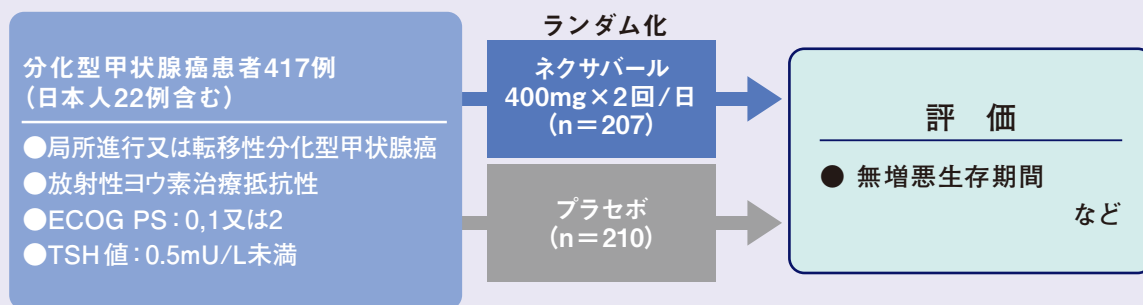 分化型甲状腺癌患者417例
(日本人22例含む)
●局所進行又は転移性分化型甲状腺癌
●放射性ヨウ素治療抵抗性
●ECOG PS:0,1又は2
●TSH値:0.5mU/L未満
ランダム化
ネクサバール
400mg×2回/日
(n=207)
プラセボ
(n=210)
評 価
● 無増悪生存期間
など